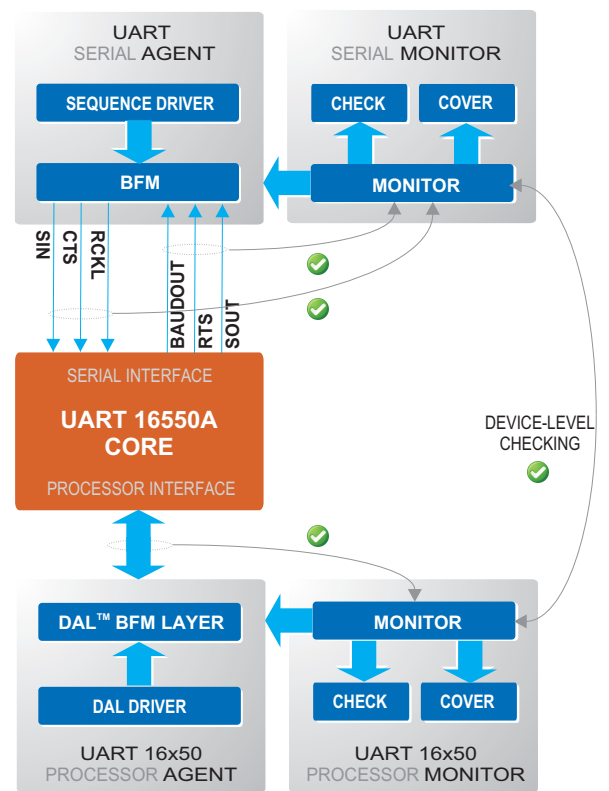 UART
SERIAL AGENT
SEQUENCE DRIVER
BFM
UART
SERIAL MONITOR
CHECK
COVER
MONITOR
SIN
CTS
RCKL
BAUDOUT
RTS
SOUT
SERIAL INTERFACE
UART 16550A
CORE
PROCESSOR INTERFACE
DEVICE-LEVEL
CHECKING
DAL™ BFM LAYER
DAL DRIVER
UART 16x50
PROCESSOR AGENT
MONITOR
CHECK
COVER
UART 16x50
PROCESSOR MONITOR